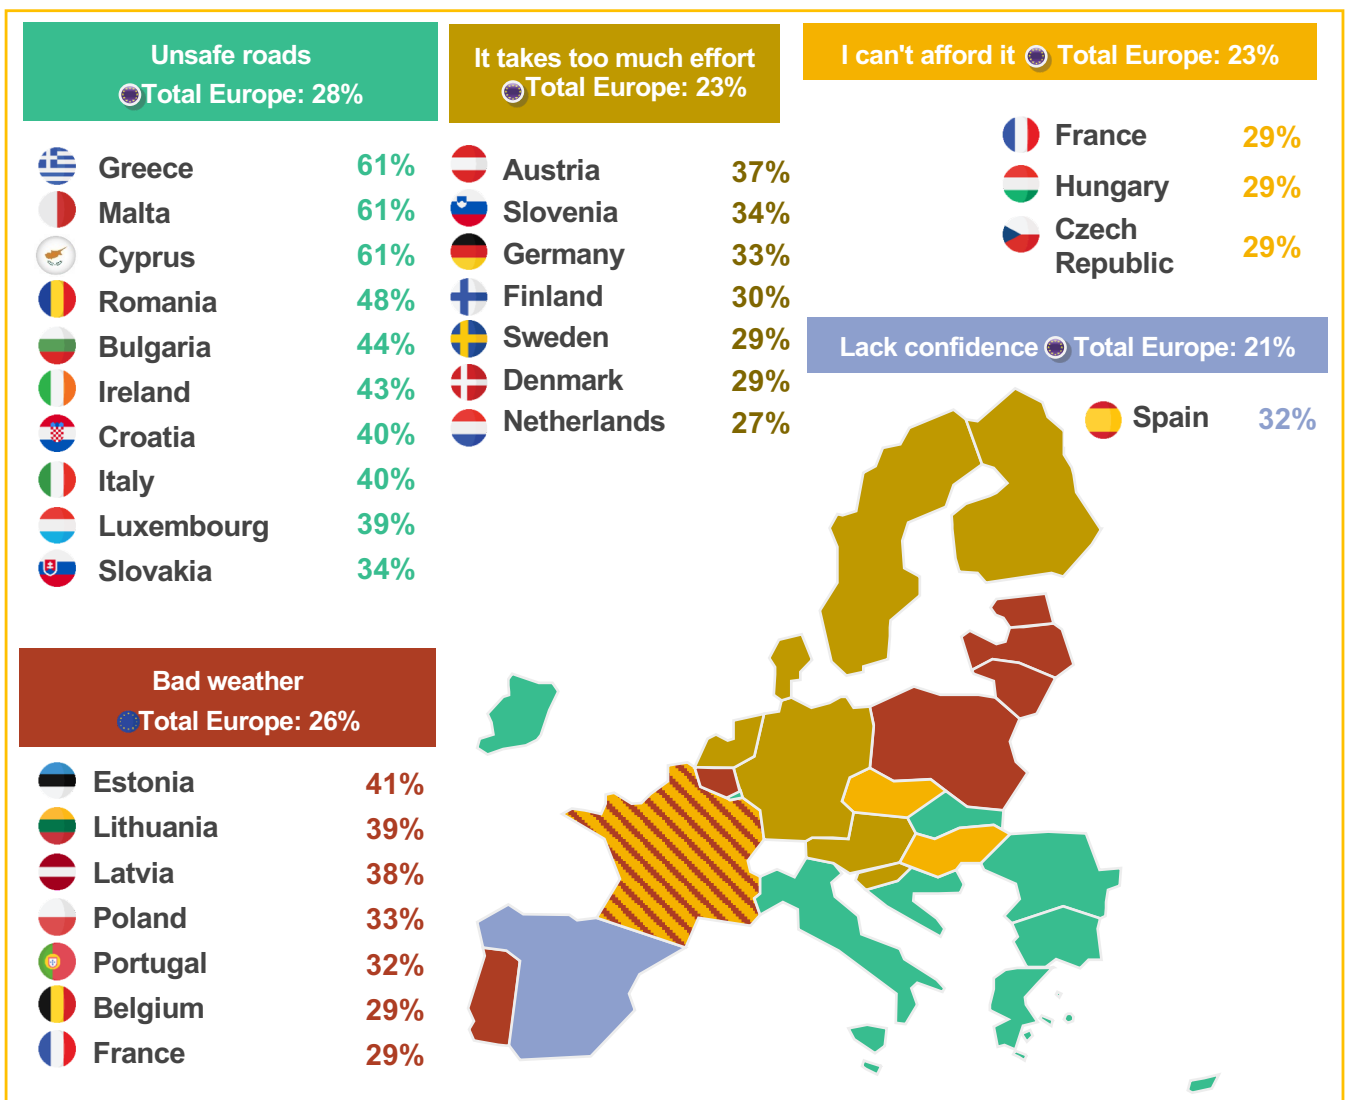 Unsafe roads
Total Europe: 28%
Greece 61%
Malta 61%
Cyprus 61%
Romania 48%
Bulgaria 44%
Ireland 43%
Croatia 40%
Italy 40%
Luxembourg 39%
Slovakia 34%
It takes too much effort
Total Europe: 23%
Austria 37%
Slovenia 34%
Germany 33%
Finland 30%
Sweden 29%
Denmark 29%
Netherlands 27%
I can't afford it Total Europe: 23%
France 29%
Hungary 29%
Czech
Republic 29%
Lack confidence Total Europe: 21%
Spain 32%
Bad weather
Total Europe: 26%
Estonia 41%
Lithuania 39%
Latvia 38%
Poland 33%
Portugal 32%
Belgium 29%
France 29%